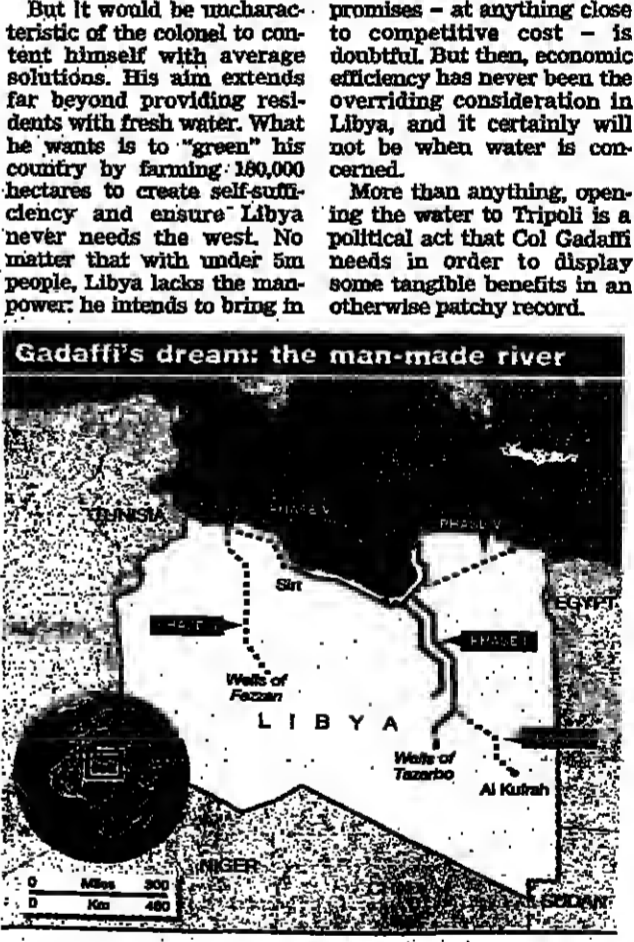 But it would be uncharac-
teristic of the colonel to con-
tent himself with average
solutions. His aim extends
far beyond providing resi-
dents with fresh water. What
he wants is to "green" his
country by farming 180,000
hectares to create self-suffi-
ciency and ensure Libya
never needs the west. No
matter that with under 5m
people, Libya lacks the man-
power: he intends to bring in
promises – at anything close
to competitive cost – is
doubtful. But then, economic
efficiency has never been the
overriding consideration in
Libya, and it certainly will
not be when water is con-
cerned.
More than anything, open-
ing the water to Tripoli is a
political act that Col Gadaffi
needs in order to display
some tangible benefits in an
otherwise patchy record.
Gadaffi's dream: the man-made river
TUNISIA
PHASE V
PHASE
Sirt
EGYPT
PHASE
PHASE I
Wells of
Fezzan
LIBYA
Wells of
Tazerbo
Al Kufrah
NIGER
SUDAN
0 Miles 300
0 Km 480